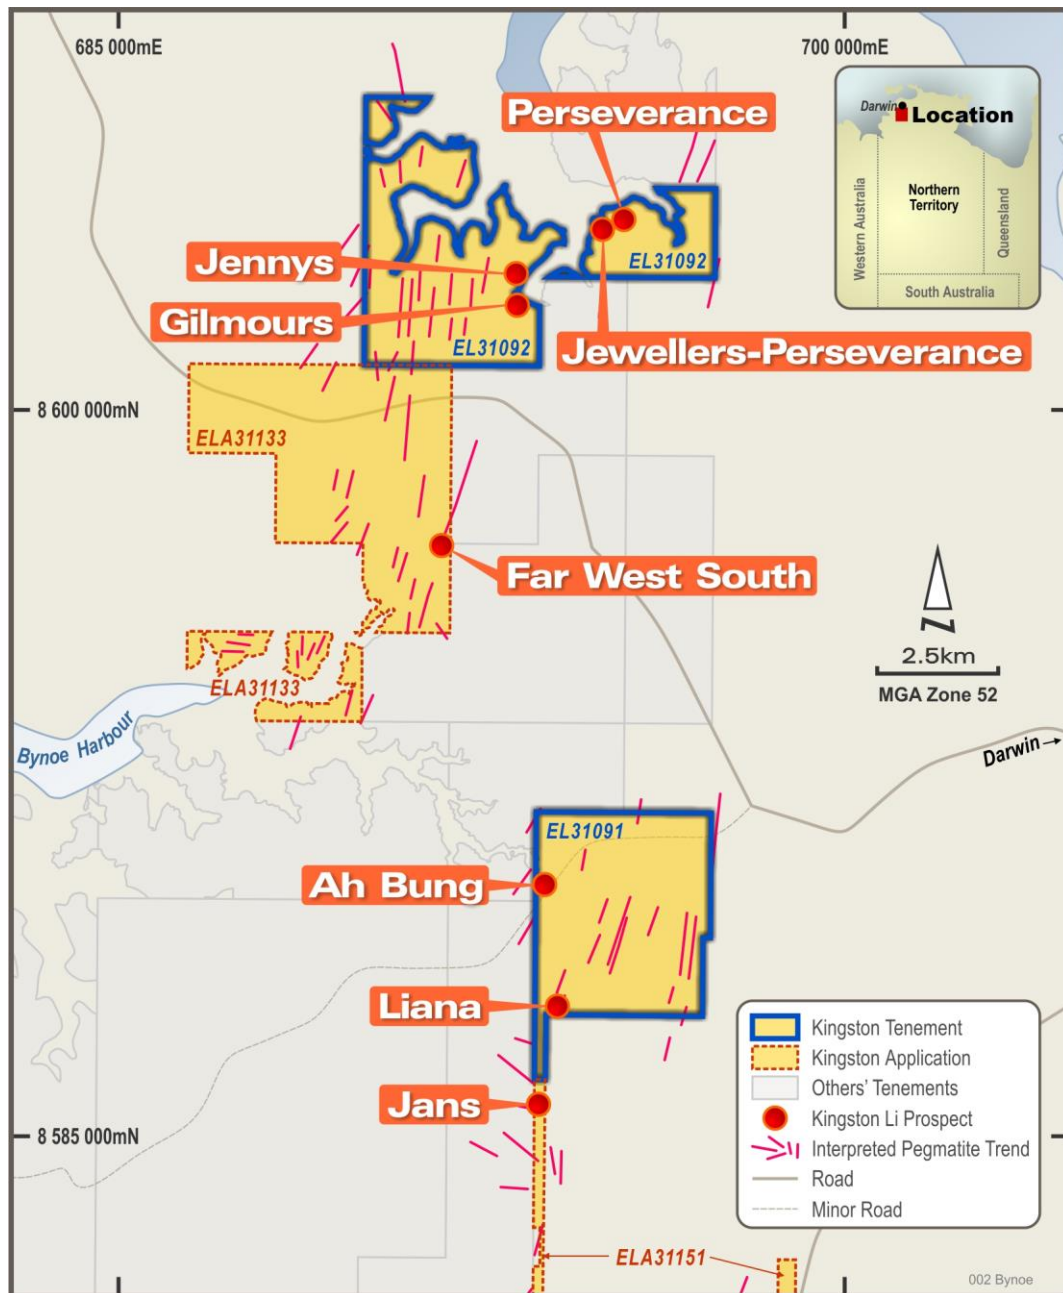 685 000mE
700 000mE
Darwin
Location
Western Australia
Northern
Territory
Queensland
South Australia
Perseverance
Jennys
EL31092
Gilmours
EL31092
Jewellers-Perseverance
8 600 000mN
ELA31133
Far West South
N
2.5km
MGA Zone 52
ELA31133
Bynoe Harbour
Darwin →
EL31091
Ah Bung
Liana
Jans
8 585 000mN
ELA31151
Kingston Tenement
Kingston Application
Others' Tenements
Kingston Li Prospect
Interpreted Pegmatite Trend
Road
Minor Road
002 Bynoe